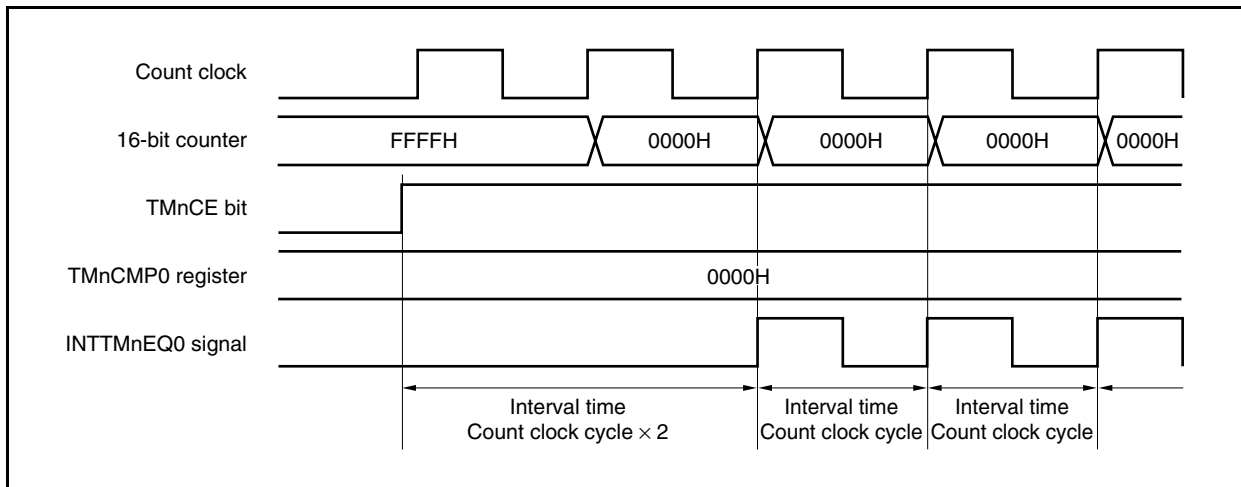 Count clock
16-bit counter FFFFH 0000H 0000H 0000H 0000H
TMnCE bit
TMnCMP0 register 0000H
INTTMnEQ0 signal
Interval time Interval time Interval time
Count clock cycle × 2 Count clock cycle Count clock cycle